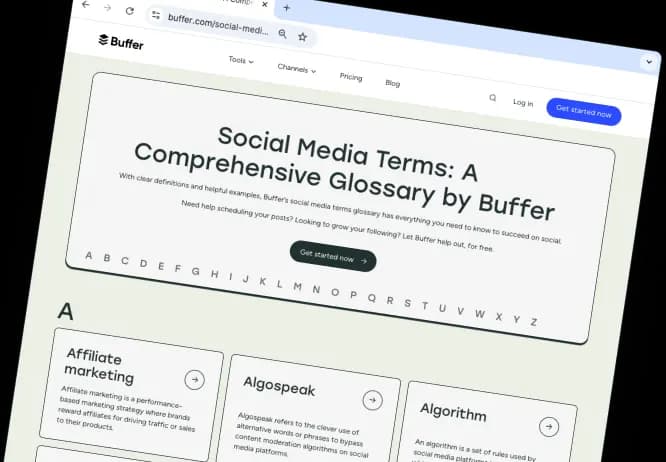 buffer.com/social-medi...
Buffer
Tools
Channels
Pricing
Blog
Log in
Get started now
Social Media Terms: A
Comprehensive Glossary by Buffer
With clear definitions and helpful examples, Buffer's social media terms glossary has everything you need to know to succeed on social.
Need help scheduling your posts? Looking to grow your following? Let Buffer help out, for free.
Get started now →
A B C D E F G H I J K L M N O P Q R S T U V W X Y Z
A
Affiliate
marketing
Affiliate marketing is a performance-
based marketing strategy where brands
reward affiliates for driving traffic or sales
to their products.
Algospeak
Algospeak refers to the clever use of
alternative words or phrases to bypass
content moderation algorithms on social
media platforms.
Algorithm
An algorithm is a set of rules used by
social media